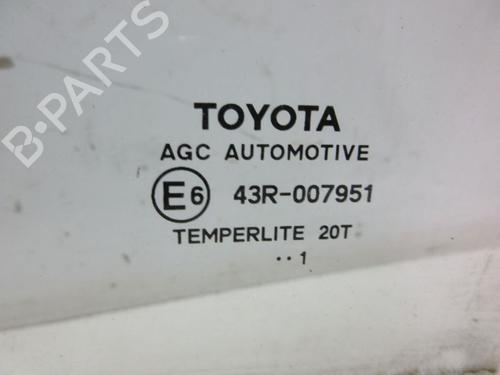 B-PARTS
TOYOTA
AGC AUTOMOTIVE
E6 43R-007951
TEMPERLITE 20T
··1